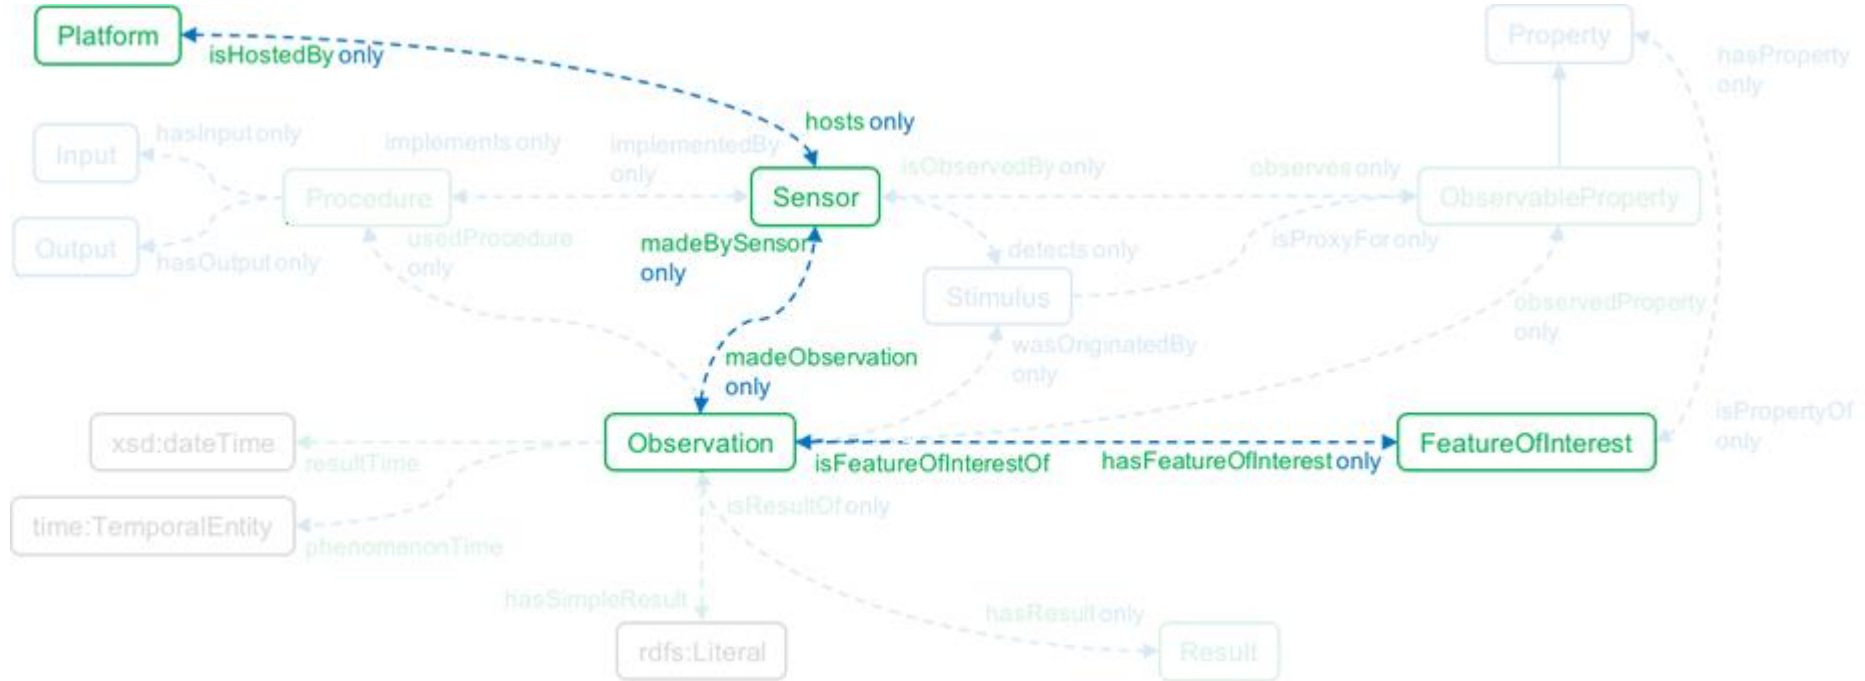 Platform
isHostedBy only
Property
hasProperty
only
hosts only
Input
hasInput only
implements only
implementedBy
only
isObservedBy only
observes only
Procedure
Sensor
ObservableProperty
Output
hasOutput only
usedProcedure
only
madeBySensor
only
detects only
isProxyFor only
Stimulus
observedProperty
only
madeObservation
only
wasOriginatedBy
only
isPropertyOf
only
xsd:dateTime
resultTime
Observation
isFeatureOfInterestOf
hasFeatureOfInterest only
FeatureOfInterest
time:TemporalEntity
phenomenonTime
isResultOf only
hasSimpleResult
hasResult only
rdfs:Literal
Result